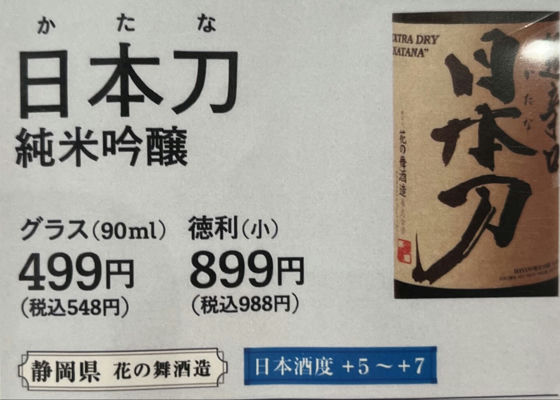 かたな
日本刀
純米吟醸
グラス(90ml)
499円
(税込548円)
徳利(小)
899円
(税込988円)
静岡県 花の舞酒造
日本酒度 +5～+7
EXTRA DRY
"KATANA"
日本刀
かたな
花の舞酒造